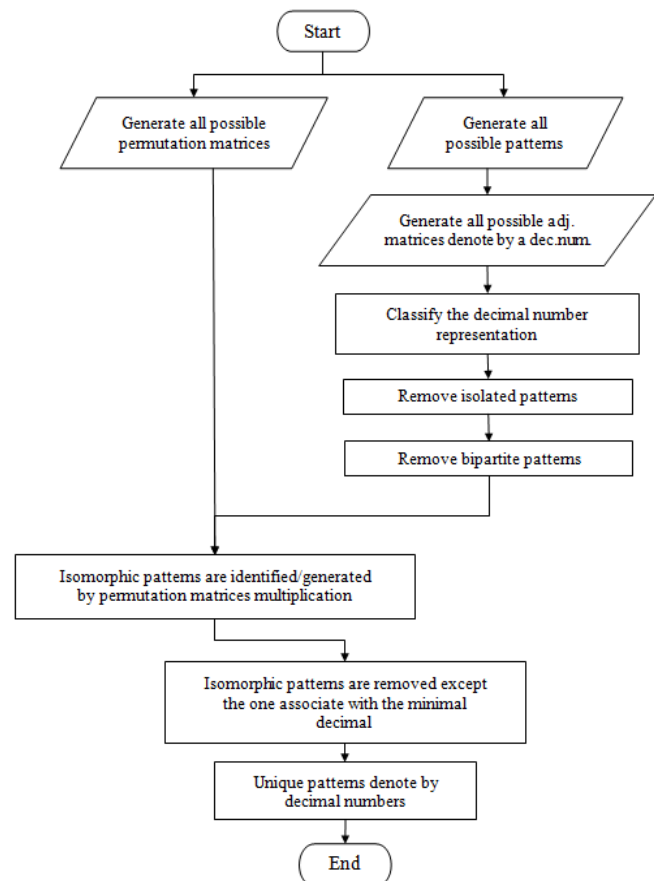 Start
Generate all possible
permutation matrices
Generate all
possible patterns
Generate all possible adj.
matrices denote by a dec.num.
Classify the decimal number
representation
Remove isolated patterns
Remove bipartite patterns
Isomorphic patterns are identified/generated
by permutation matrices multiplication
Isomorphic patterns are removed except
the one associate with the minimal
decimal
Unique patterns denote by
decimal numbers
End